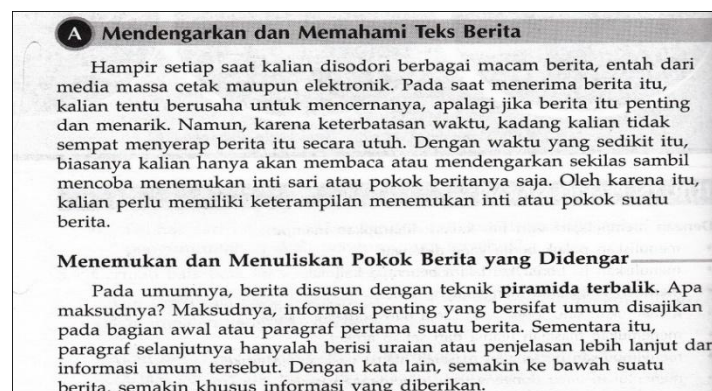 A Mendengarkan dan Memahami Teks Berita
Hampir setiap saat kalian disodori berbagai macam berita, entah dari
media massa cetak maupun elektronik. Pada saat menerima berita itu,
kalian tentu berusaha untuk mencernanya, apalagi jika berita itu penting
dan menarik. Namun, karena keterbatasan waktu, kadang kalian tidak
sempat menyerap berita itu secara utuh. Dengan waktu yang sedikit itu,
biasanya kalian hanya akan membaca atau mendengarkan sekilas sambil
mencoba menemukan inti sari atau pokok beritanya saja. Oleh karena itu,
kalian perlu memiliki keterampilan menemukan inti atau pokok suatu
berita.
Menemukan dan Menuliskan Pokok Berita yang Didengar
Pada umumnya, berita disusun dengan teknik piramida terbalik. Apa
maksudnya? Maksudnya, informasi penting yang bersifat umum disajikan
pada bagian awal atau paragraf pertama suatu berita. Sementara itu,
paragraf selanjutnya hanyalah berisi uraian atau penjelasan lebih lanjut dar
informasi umum tersebut. Dengan kata lain, semakin ke bawah suatu
berita, semakin khusus informasi yang diberikan.